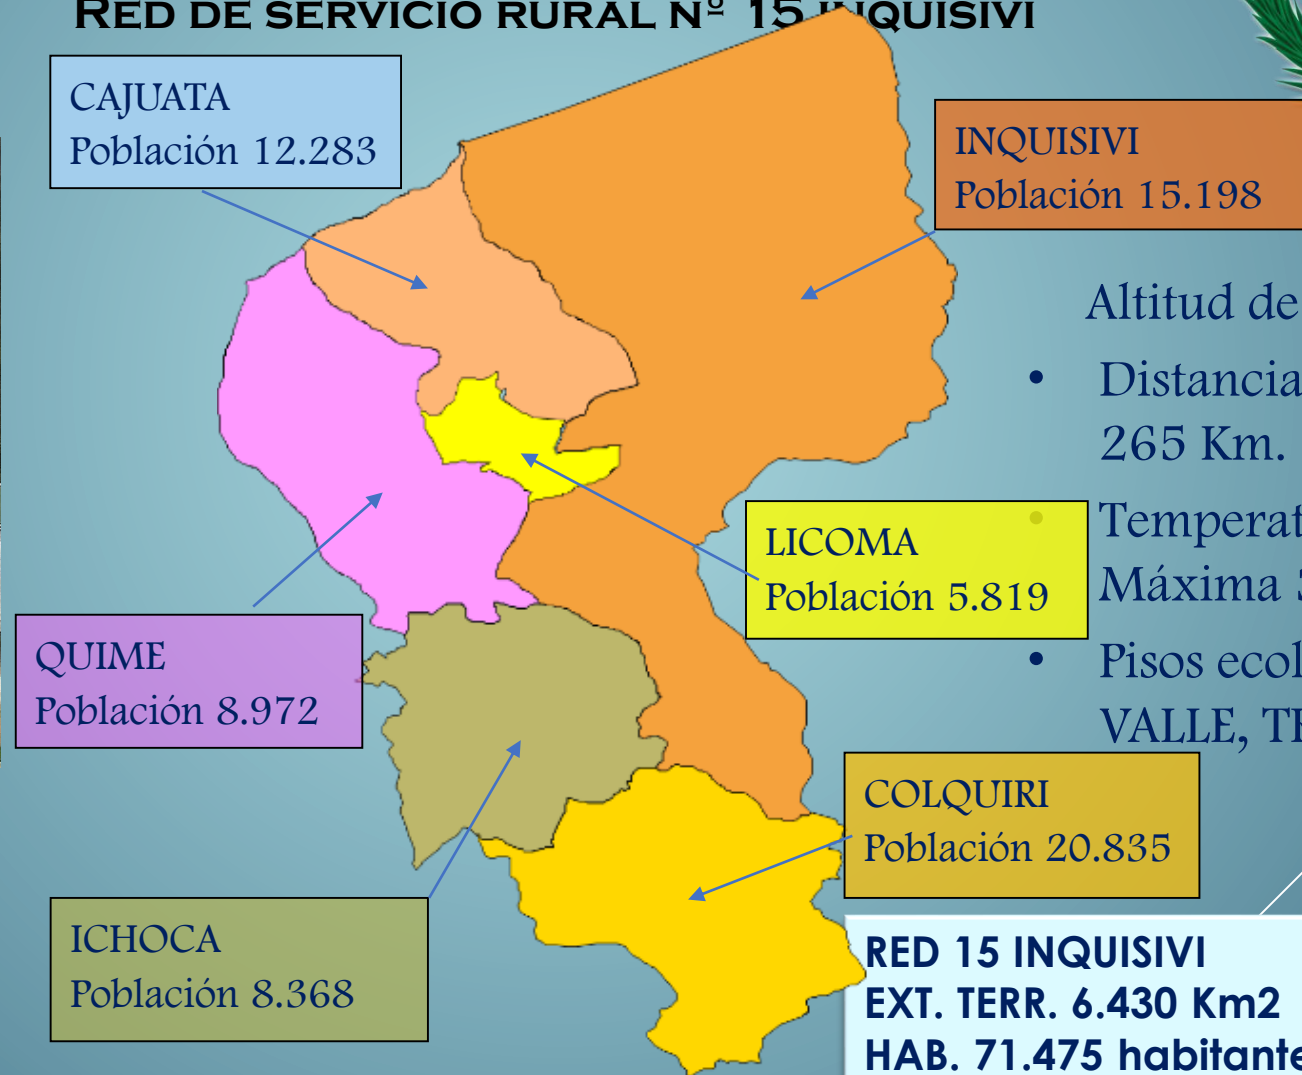 RED DE SERVICIO RURAL Nº 15 INQUISIVI
CAJUATA
Población 12.283
INQUISIVI
Población 15.198
Altitud de
• Distancia
265 Km.
• Temperat
Máxima
• Pisos ecol
VALLE, TE
LICOMA
Población 5.819
QUIME
Población 8.972
COLQUIRI
Población 20.835
ICHOCA
Población 8.368
RED 15 INQUISIVI
EXT. TERR. 6.430 Km2
HAB. 71.475 habitante